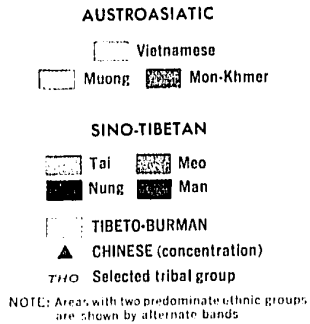 AUSTROASIATIC
Vietnamese
Muong Mon-Khmer
SINO-TIBETAN
Tai Meo
Nung Man
TIBETO-BURMAN
CHINESE (concentration)
THO Selected tribal group
NOTE: Areas with two predominate ethnic groups
are shown by alternate bands